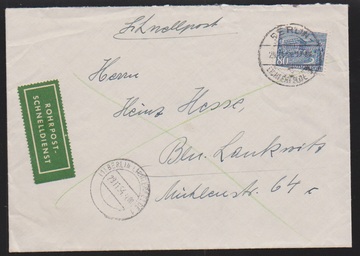 Schnellpost
BERLIN
80
Herrn
Heinz Hesse,
Bln. Lankwitz
Mühlenstr. 64 c
ROHRPOST-
SCHNELLDIENST